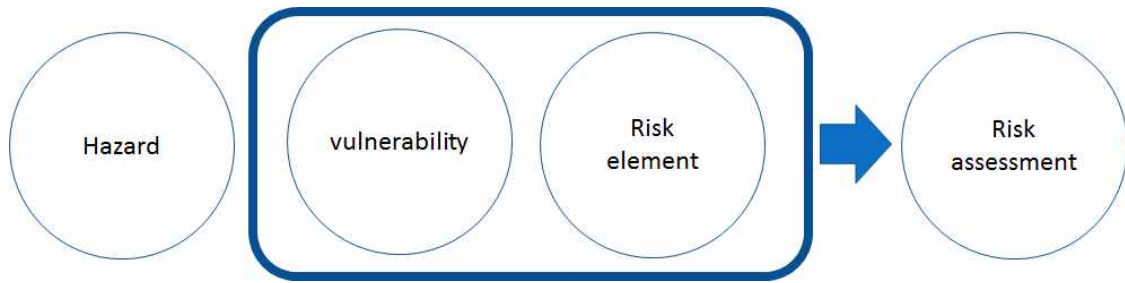 Hazard
vulnerability
Risk
element
Risk
assessment